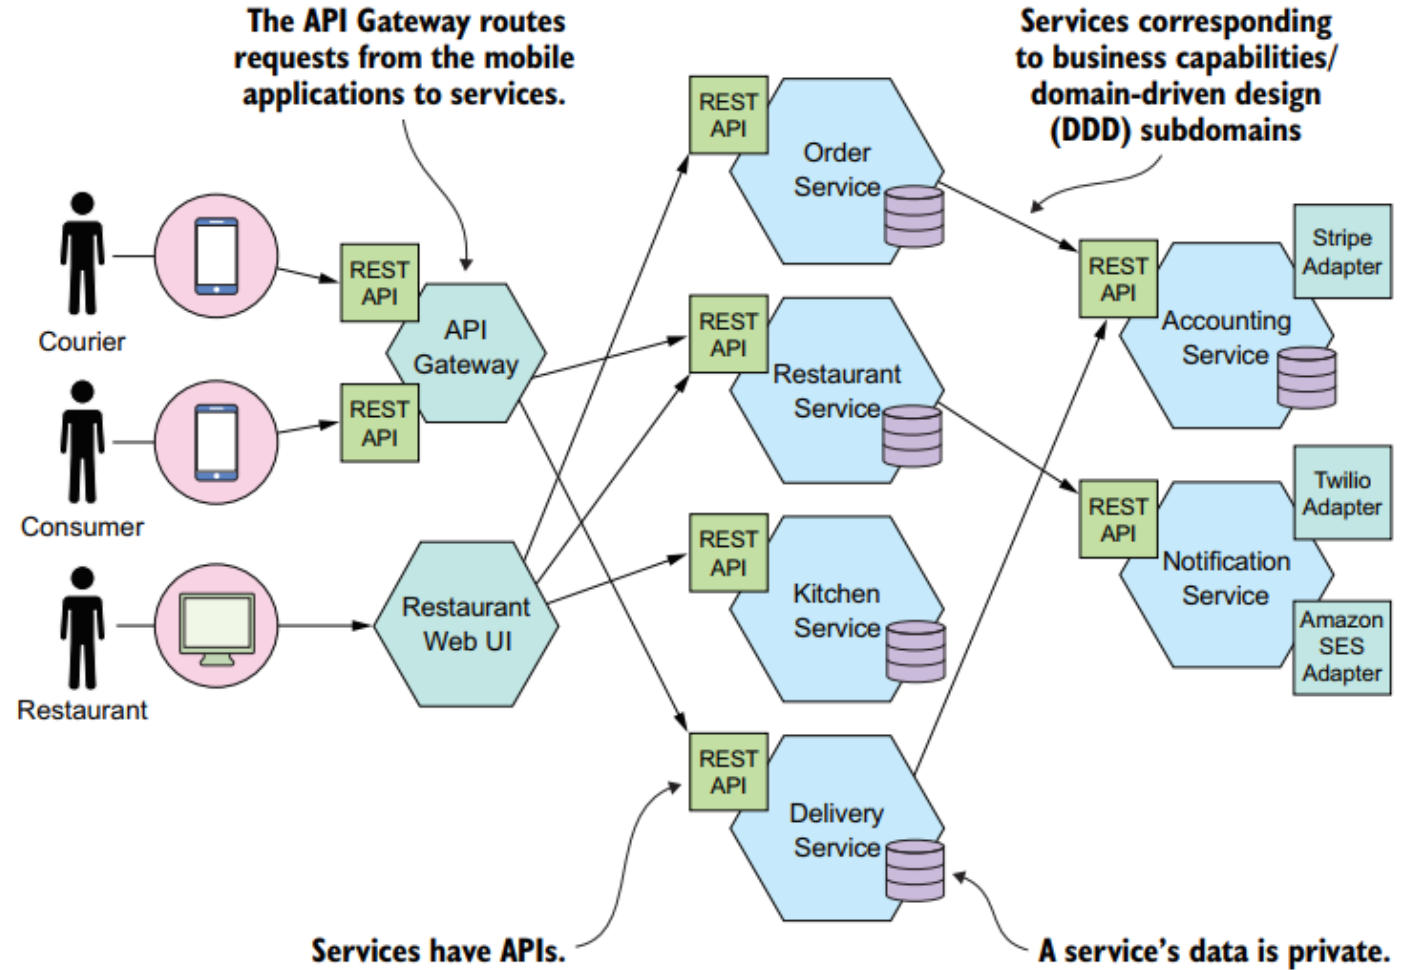 The API Gateway routes
requests from the mobile
applications to services.
Services corresponding
to business capabilities/
domain-driven design
(DDD) subdomains
Courier
Consumer
Restaurant
REST
API
REST
API
API
Gateway
Restaurant
Web UI
REST
API
Order
Service
REST
API
Restaurant
Service
REST
API
Kitchen
Service
REST
API
Delivery
Service
REST
API
Accounting
Service
Stripe
Adapter
REST
API
Notification
Service
Twilio
Adapter
Amazon
SES
Adapter
Services have APIs.
A service's data is private.